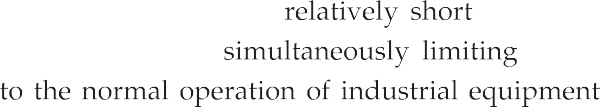 relatively short
simultaneously limiting
to the normal operation of industrial equipment